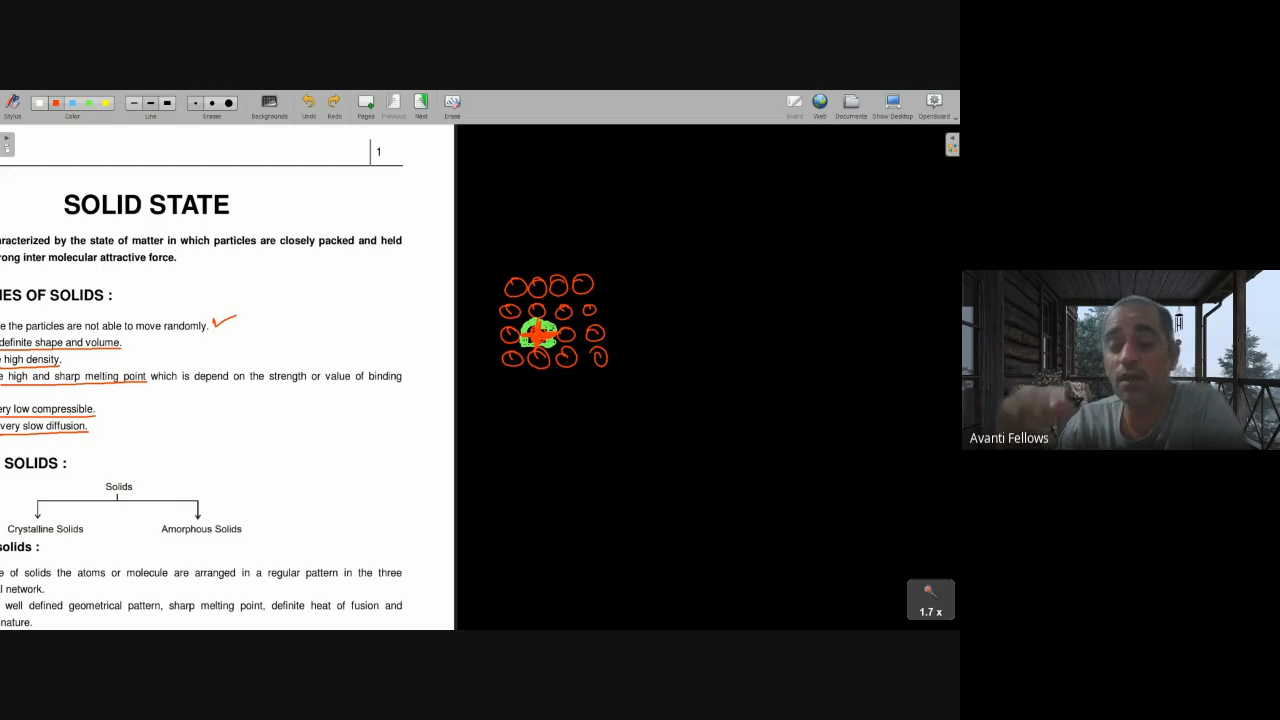 Stylus Color Line Eraser Backgrounds Undo Redo Pages Previous Next Erase Board Web Documents Show Desktop OpenBoard
1
SOLID STATE
aracterized by the state of matter in which particles are closely packed and held
rong inter molecular attractive force.
IES OF SOLIDS :
e the particles are not able to move randomly.
definite shape and volume.
e high density.
e high and sharp melting point which is depend on the strength or value of binding
ery low compressible.
very slow diffusion.
SOLIDS :
Solids
Crystalline Solids Amorphous Solids
solids :
e of solids the atoms or molecule are arranged in a regular pattern in the three
l network.
well defined geometrical pattern, sharp melting point, definite heat of fusion and
nature.
Avanti Fellows
1.7 x